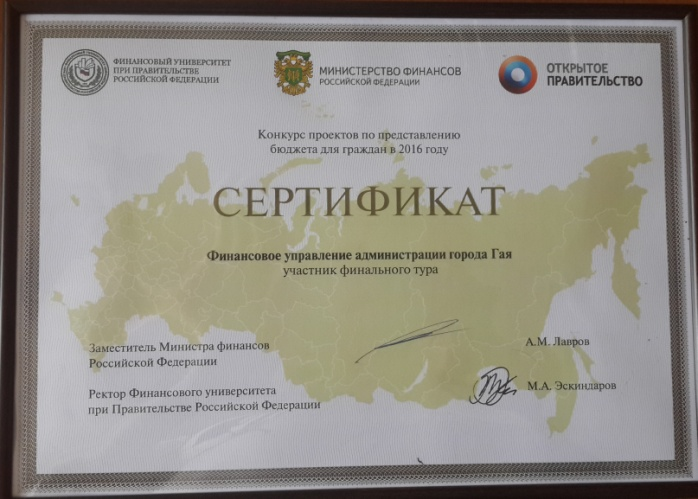 ФИНАНСОВЫЙ УНИВЕРСИТЕТ
ПРИ ПРАВИТЕЛЬСТВЕ
РОССИЙСКОЙ ФЕДЕРАЦИИ
МИНИСТЕРСТВО ФИНАНСОВ
РОССИЙСКОЙ ФЕДЕРАЦИИ
ОТКРЫТОЕ
ПРАВИТЕЛЬСТВО
Конкурс проектов по представлению
бюджета для граждан в 2016 году
СЕРТИФИКАТ
Финансовое управление администрации города Гая
участник финального тура
Заместитель Министра финансов
Российской Федерации
А.М. Лавров
Ректор Финансового университета
при Правительстве Российской Федерации
М.А. Эскиндаров